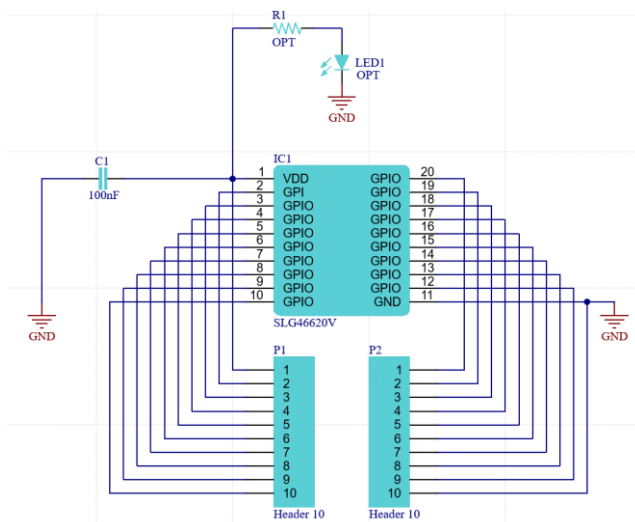 R1
OPT
LED1
OPT
GND
C1
100nF
IC1
1 VDD GPIO 20
2 GPI GPIO 19
3 GPIO GPIO 18
4 GPIO GPIO 17
5 GPIO GPIO 16
6 GPIO GPIO 15
7 GPIO GPIO 14
8 GPIO GPIO 13
9 GPIO GPIO 12
10 GPIO GND 11
SLG46620V
GND
GND
P1 P2
1 1
2 2
3 3
4 4
5 5
6 6
7 7
8 8
9 9
10 10
Header 10 Header 10